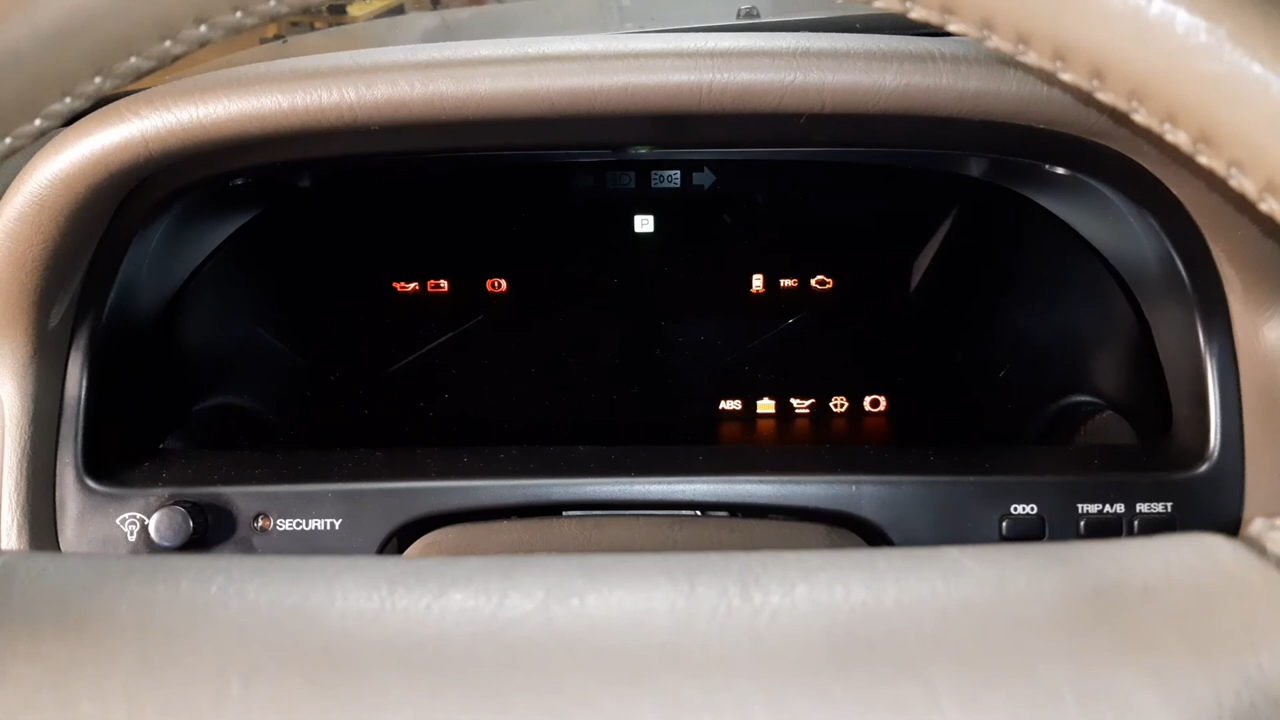 P
TRC
ABS
SECURITY
ODO
TRIP A/B
RESET